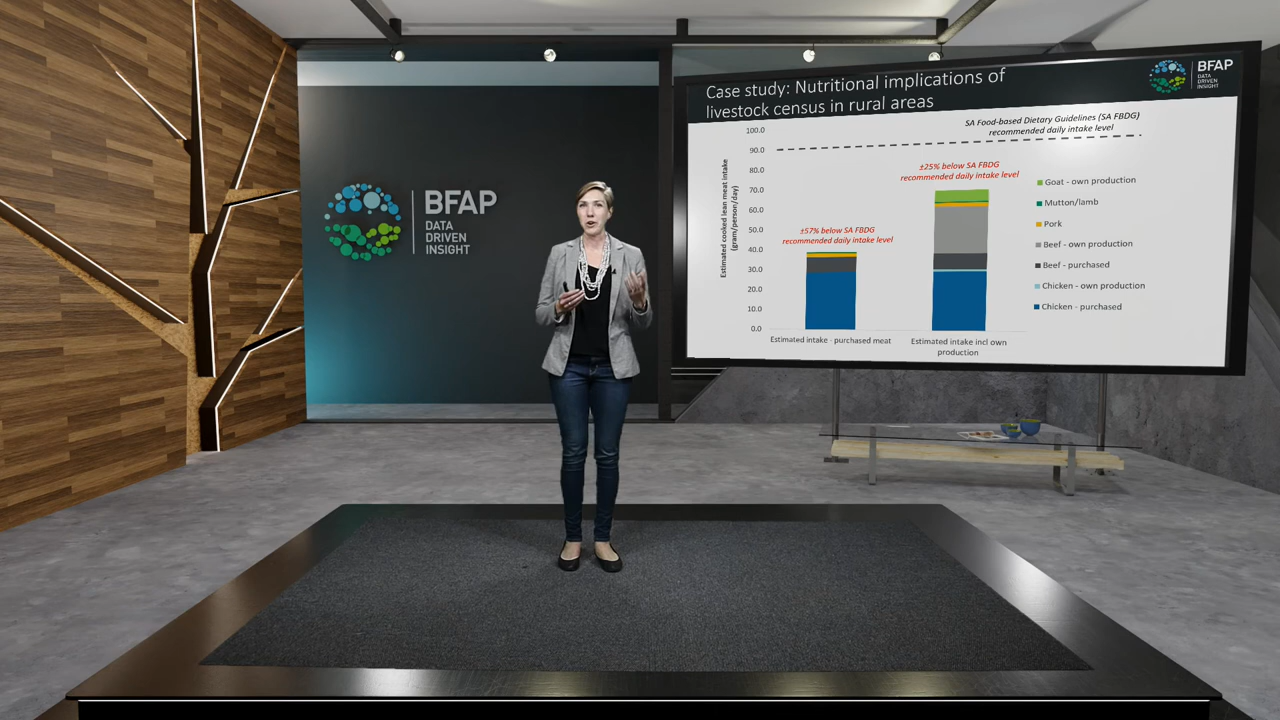 BFAP
DATA
DRIVEN
INSIGHT
Case study: Nutritional implications of
livestock census in rural areas
BFAP
DATA
DRIVEN
INSIGHT
SA Food-based Dietary Guidelines (SA FBDG)
recommended daily intake level
Estimated cooked lean meat intake
(gram/person/day)
100.0
90.0
80.0
70.0
60.0
50.0
40.0
30.0
20.0
10.0
0.0
±57% below SA FBDG
recommended daily intake level
±25% below SA FBDG
recommended daily intake level
Estimated intake - purchased meat
Estimated intake incl own
production
Goat - own production
Mutton/lamb
Pork
Beef - own production
Beef - purchased
Chicken - own production
Chicken - purchased